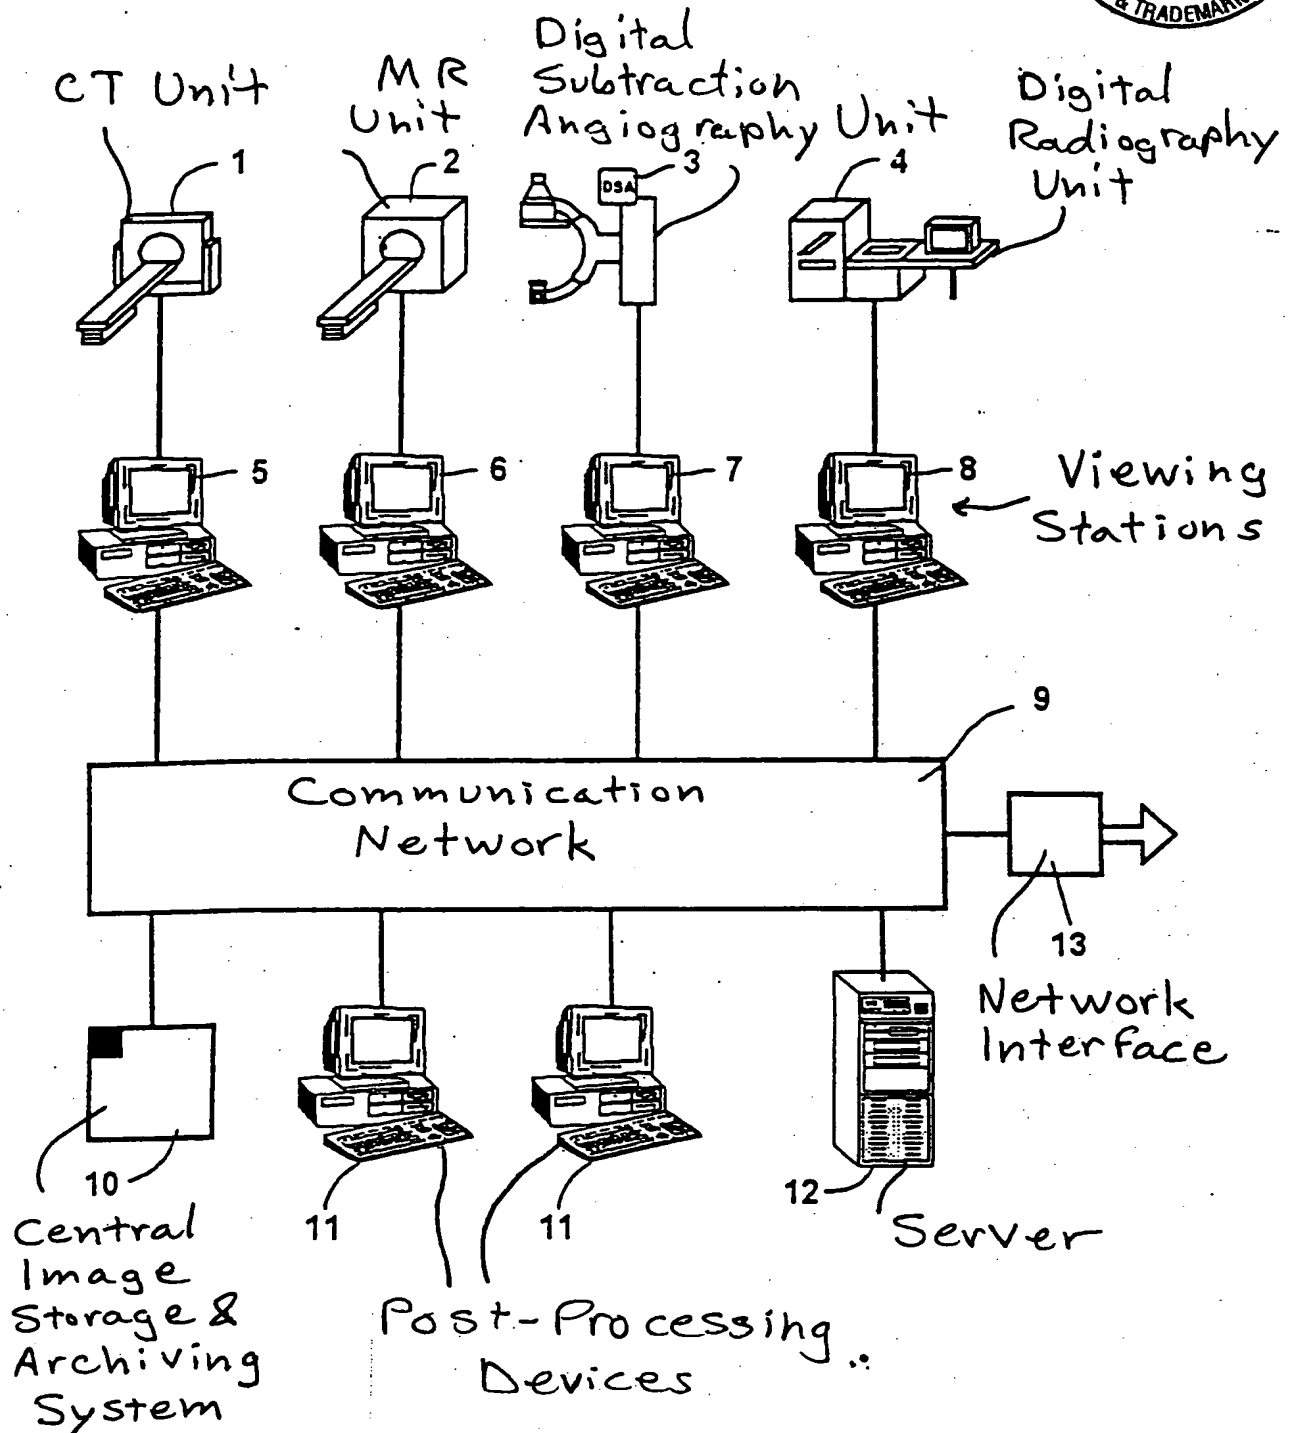 & TRADEMARK
CT Unit
MR
Unit
Digital
Subtraction
Angiography Unit
Digital
Radiography
Unit
1
2
3
4
DSA
5
6
7
8
Viewing
Stations
9
Communication
Network
13
Network
Interface
10
11
11
12
Central
Image
Storage &
Archiving
System
Post-Processing
Devices
Server